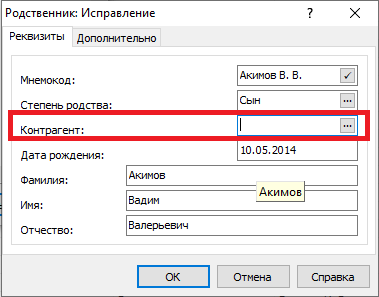 Родственник: Исправление
Реквизиты Дополнительно
Мнемокод: Акимов В. В.
Степень родства: Сын ...
Контрагент: ...
Дата рождения: 10.05.2014
Фамилия: Акимов
Акимов
Имя: Вадим
Отчество: Валерьевич
ОК Отмена Справка